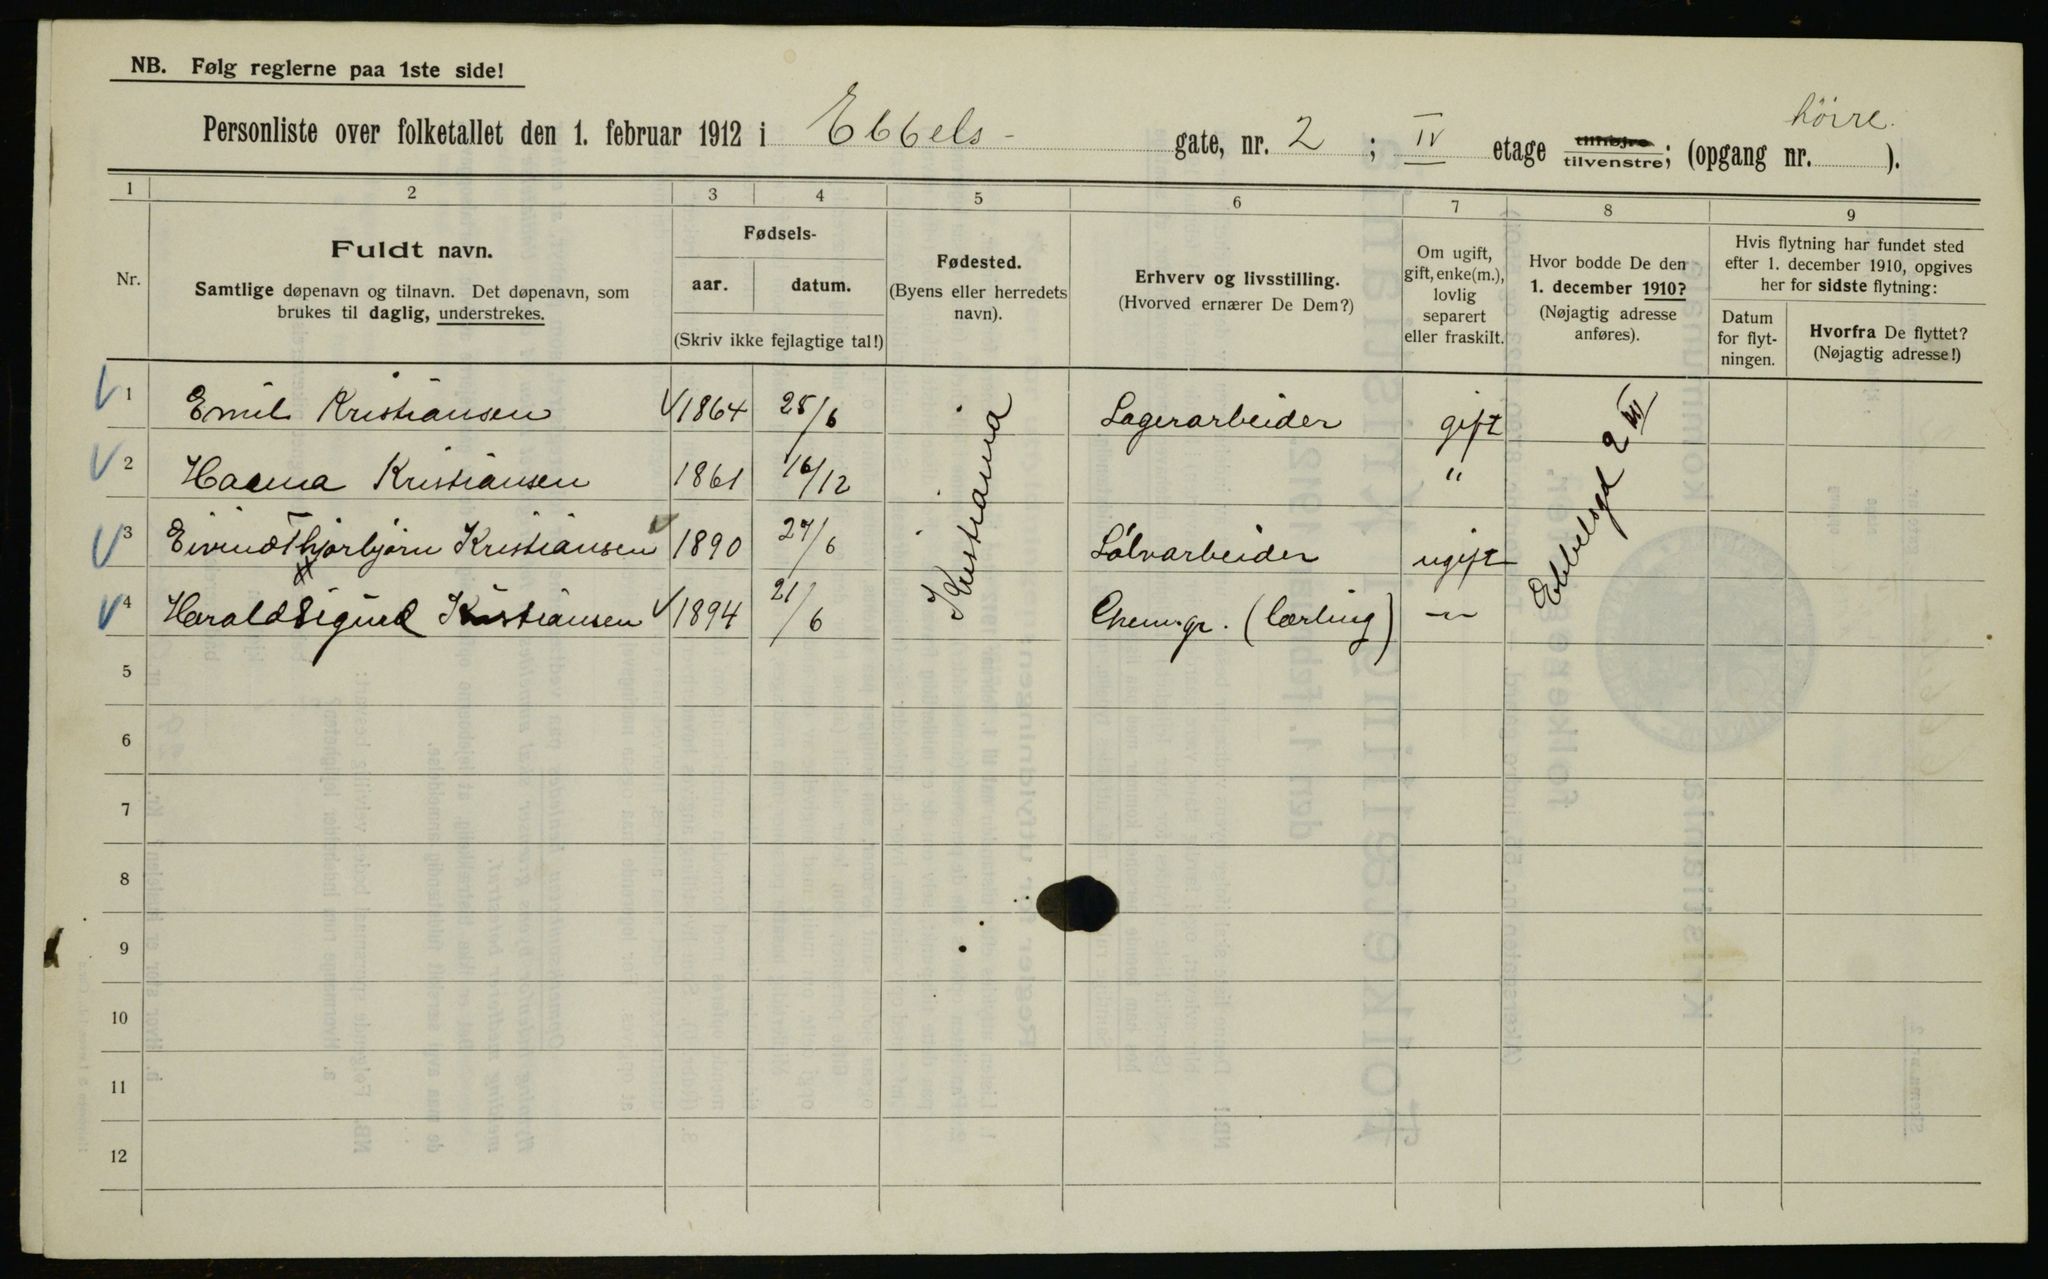 NB. Følg reglerne paa 1ste side!
Personliste over folketallet den 1. februar 1912 i Ebbels- gate, nr. 2 ; IV etage tilhøjre tilvenstre; (opgang nr. ).
høire.
1 2 3 4 5 6 7 8 9
Nr.
Fuldt navn.
Samtlige døpenavn og tilnavn. Det døpenavn, som
brukes til daglig, understrekes.
Fødsels-
aar. datum.
(Skriv ikke fejlagtige tal!)
Fødested.
(Byens eller herredets
navn).
Erhverv og livsstilling.
(Hvorved ernærer De Dem?)
Om ugift,
gift, enke(m.),
lovlig
separert
eller fraskilt.
Hvor bodde De den
1. december 1910?
(Nøjagtig adresse
anføres).
Hvis flytning har fundet sted
efter 1. december 1910, opgives
her for sidste flytning:
Datum
for flyt-
ningen.
Hvorfra De flyttet?
(Nøjagtig adresse!)
1 Emil Kristiansen 1864 25/6 Lagerarbeider gift
2 Hanna Kristiansen 1861 16/12 "
3 Eivind Thorbjørn Kristiansen 1890 27/6 Sølvarbeider ugift
4 Harald Sigurd Kristiansen 1894 21/6 Chemigr. (lærling) -"-
Kristiania
Ebbelsgd 2 III
5
6
7
8
9
10
11
12